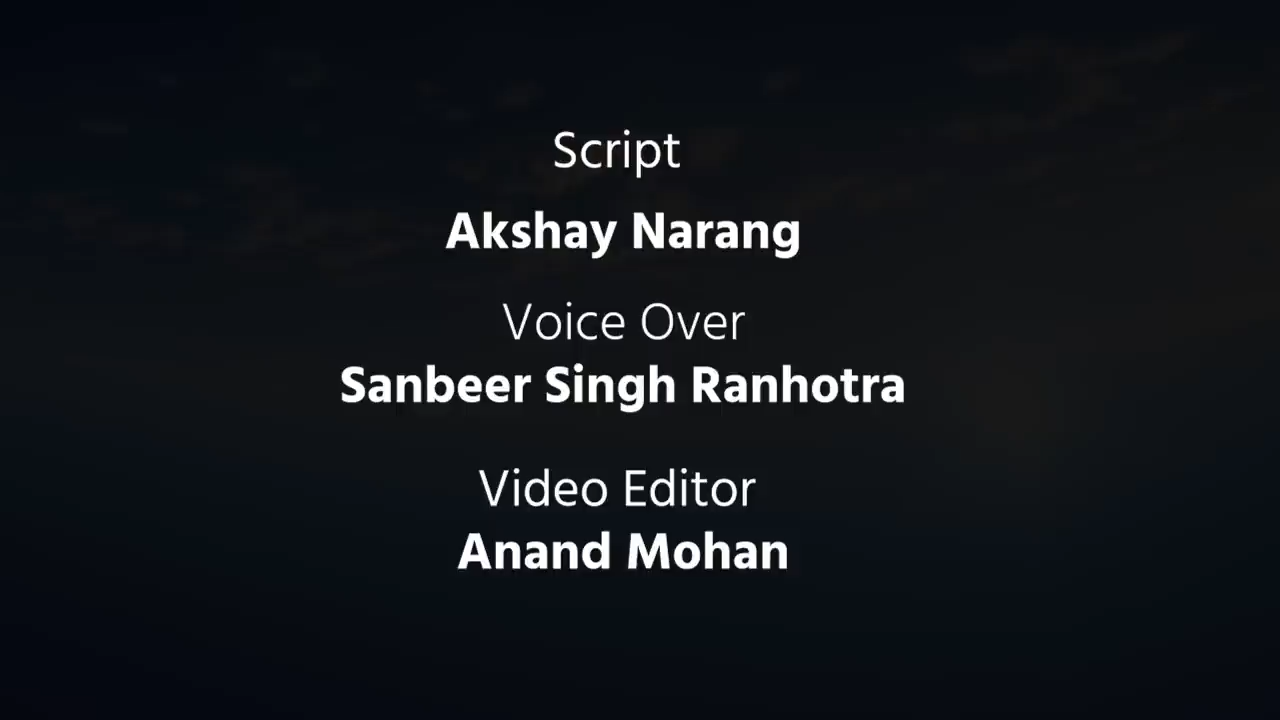 Script
Akshay Narang
Voice Over
Sanbeer Singh Ranhotra
Video Editor
Anand Mohan